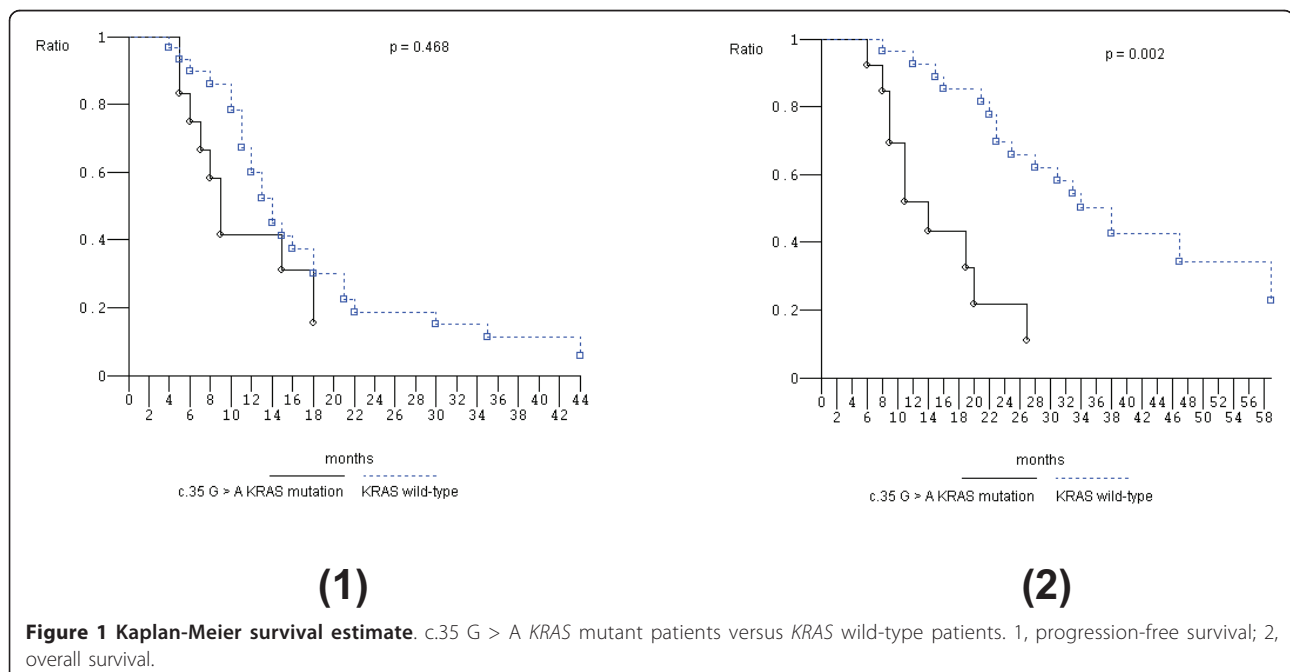 Ratio
p = 0.468
1
0.8
0.6
0.4
0.2
0
0 4 6 8 10 12 14 16 18 20 22 24 26 28 30 32 34 36 38 40 42 44
2
months
c.35 G > A KRAS mutation KRAS wild-type
(1)
Ratio
p = 0.002
1
0.8
0.6
0.4
0.2
0
0 4 8 12 16 20 24 28 32 36 40 44 48 52 56
2 6 10 14 18 22 26 30 34 38 42 46 50 54 58
months
c.35 G > A KRAS mutation KRAS wild-type
(2)
Figure 1 Kaplan-Meier survival estimate. c.35 G > A KRAS mutant patients versus KRAS wild-type patients. 1, progression-free survival; 2,
overall survival.